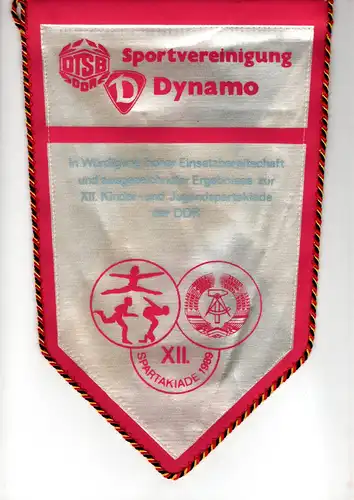 DTSB
DDR
Sportvereinigung
D Dynamo
In Würdigung hoher Einsatzbereitschaft
und ausgezeichneter Ergebnisse zur
XII. Kinder- und Jugendspartakiade
der DDR
XII.
SPARTAKIADE 1989